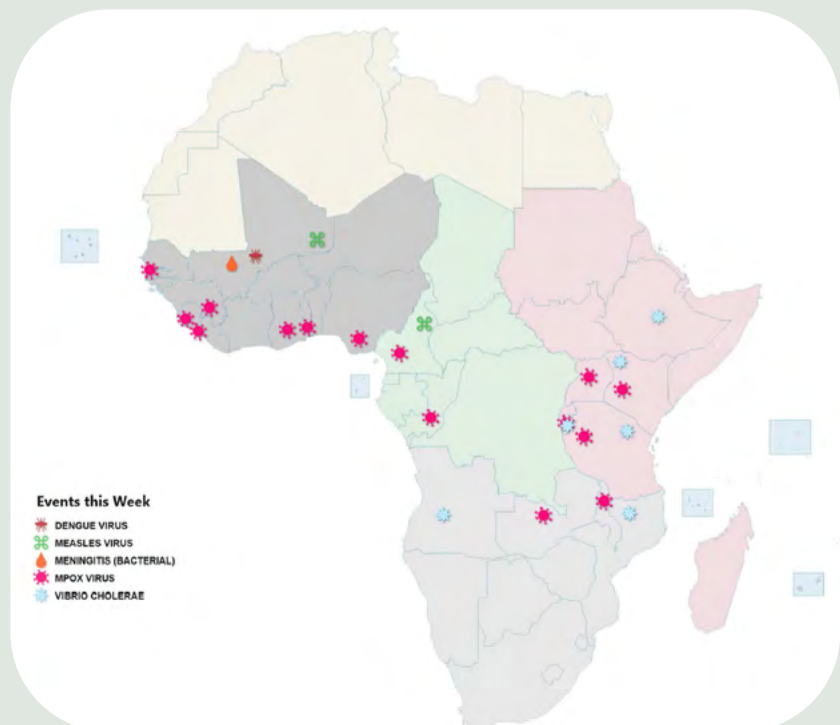 Events this Week
DENGUE VIRUS
MEASLES VIRUS
MENINGITIS (BACTERIAL)
MPOX VIRUS
VIBRIO CHOLERAE